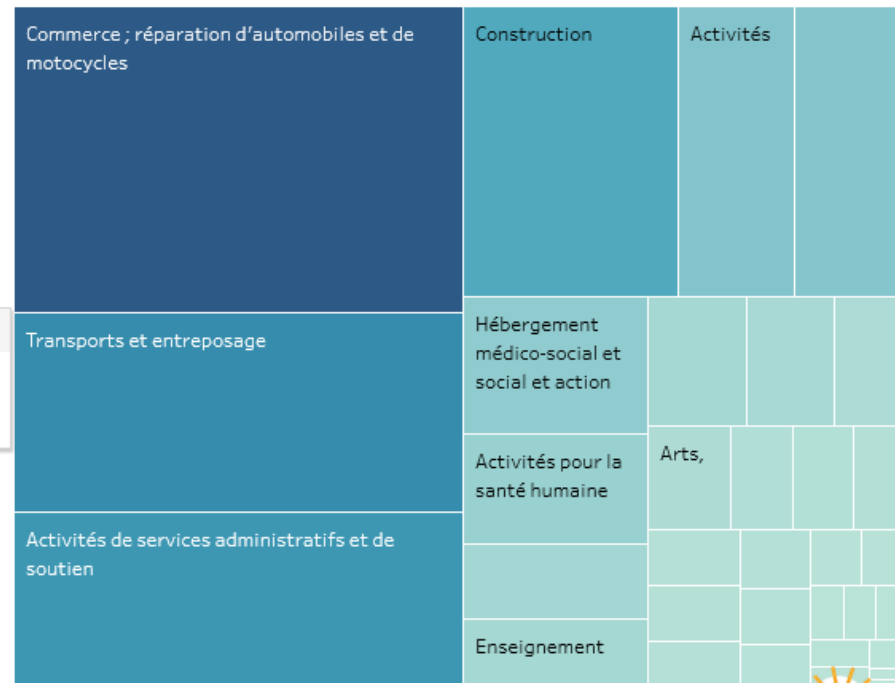 Commerce ; réparation d'automobiles et de
motocycles
Transports et entreposage
Activités de services administratifs et de
soutien
Construction
Activités
Hébergement
médico-social et
social et action
Activités pour la
santé humaine
Enseignement
Arts,